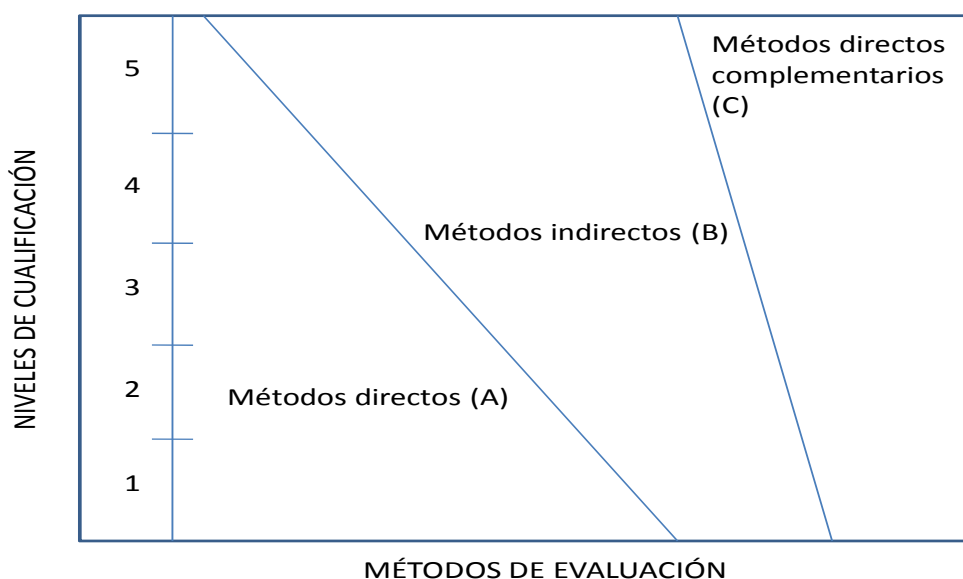 Métodos directos
complementarios
(C)
5
4
Métodos indirectos (B)
3
2
Métodos directos (A)
1
NIVELES DE CUALIFICACIÓN
MÉTODOS DE EVALUACIÓN